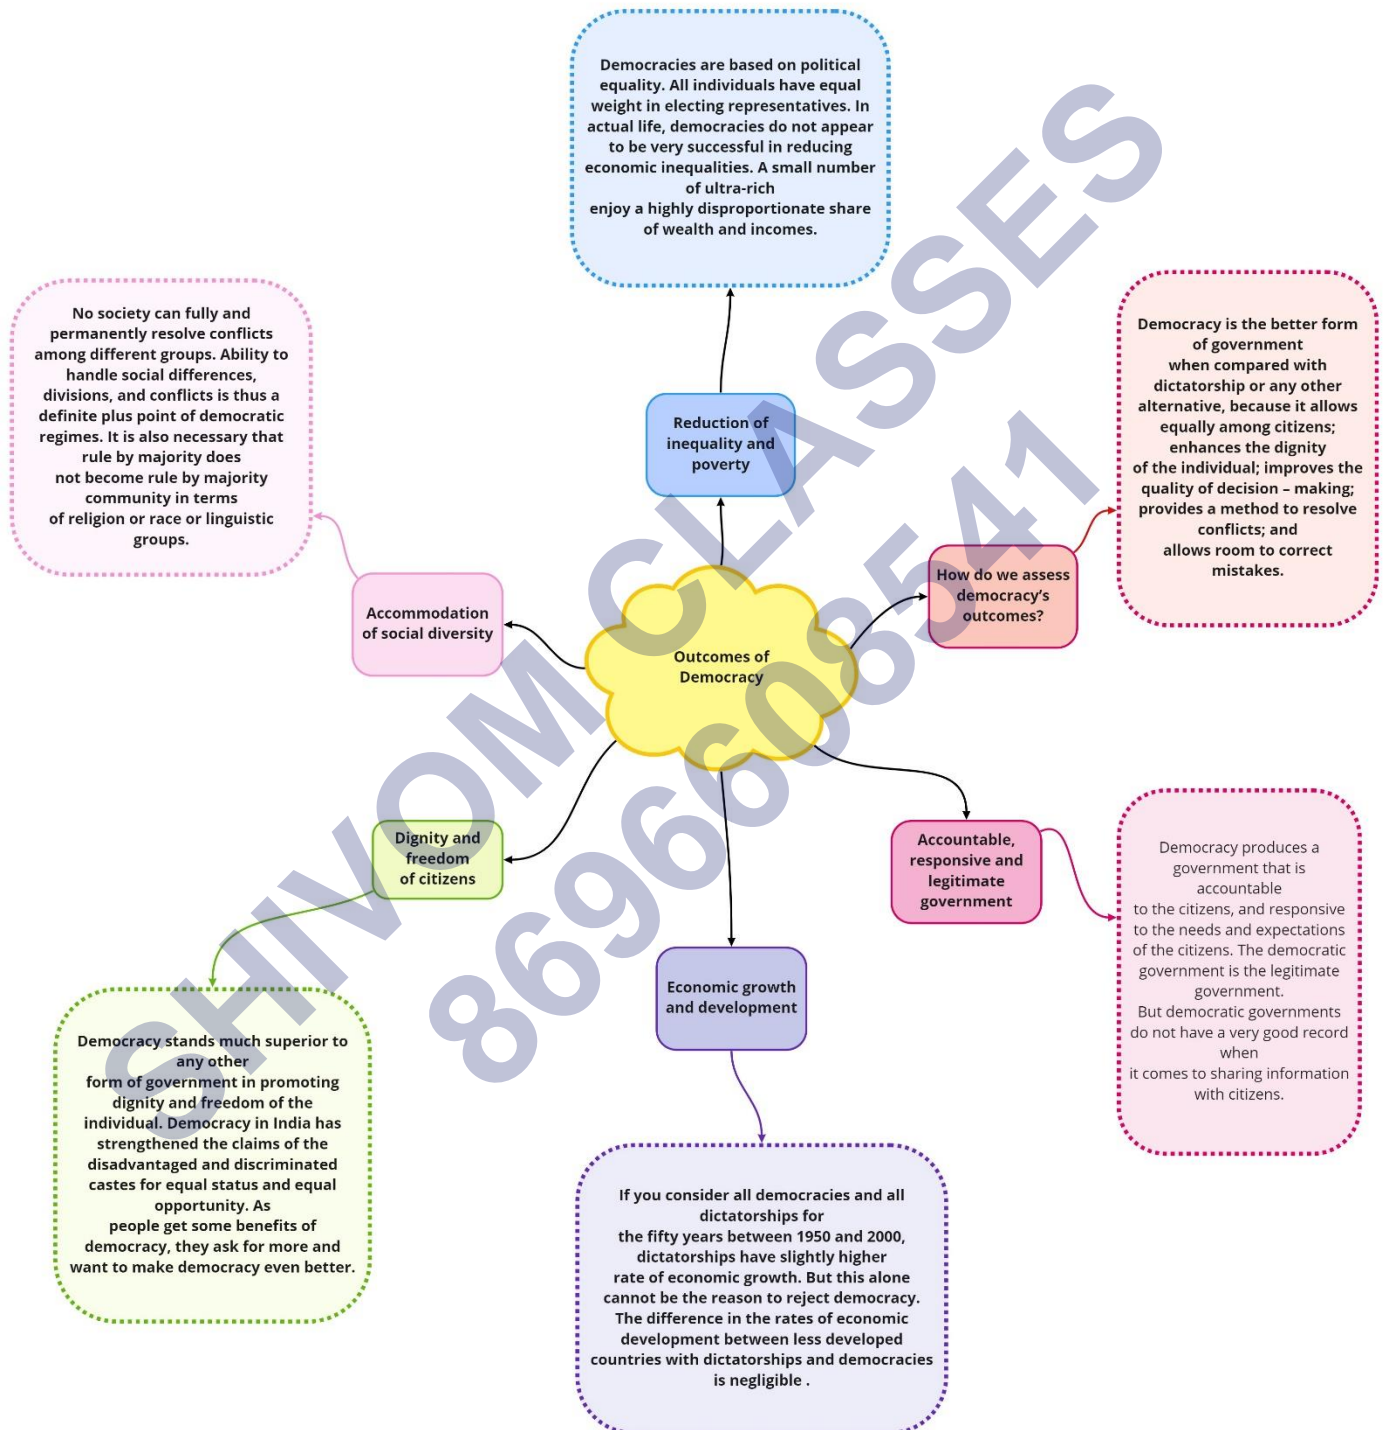 Democracies are based on political
equality. All individuals have equal
weight in electing representatives. In
actual life, democracies do not appear
to be very successful in reducing
economic inequalities. A small number
of ultra-rich
enjoy a highly disproportionate share
of wealth and incomes.
No society can fully and
permanently resolve conflicts
among different groups. Ability to
handle social differences,
divisions, and conflicts is thus a
definite plus point of democratic
regimes. It is also necessary that
rule by majority does
not become rule by majority
community in terms
of religion or race or linguistic
groups.
Democracy is the better form
of government
when compared with
dictatorship or any other
alternative, because it allows
equally among citizens;
enhances the dignity
of the individual; improves the
quality of decision – making;
provides a method to resolve
conflicts; and
allows room to correct
mistakes.
Reduction of
inequality and
poverty
How do we assess
democracy's
outcomes?
Accommodation
of social diversity
Outcomes of
Democracy
Dignity and
freedom
of citizens
Accountable,
responsive and
legitimate
government
Economic growth
and development
Democracy produces a
government that is
accountable
to the citizens, and responsive
to the needs and expectations
of the citizens. The democratic
government is the legitimate
government.
But democratic governments
do not have a very good record
when
it comes to sharing information
with citizens.
Democracy stands much superior to
any other
form of government in promoting
dignity and freedom of the
individual. Democracy in India has
strengthened the claims of the
disadvantaged and discriminated
castes for equal status and equal
opportunity. As
people get some benefits of
democracy, they ask for more and
want to make democracy even better.
If you consider all democracies and all
dictatorships for
the fifty years between 1950 and 2000,
dictatorships have slightly higher
rate of economic growth. But this alone
cannot be the reason to reject democracy.
The difference in the rates of economic
development between less developed
countries with dictatorships and democracies
is negligible .
SHIVOM CLASSES
8696608541